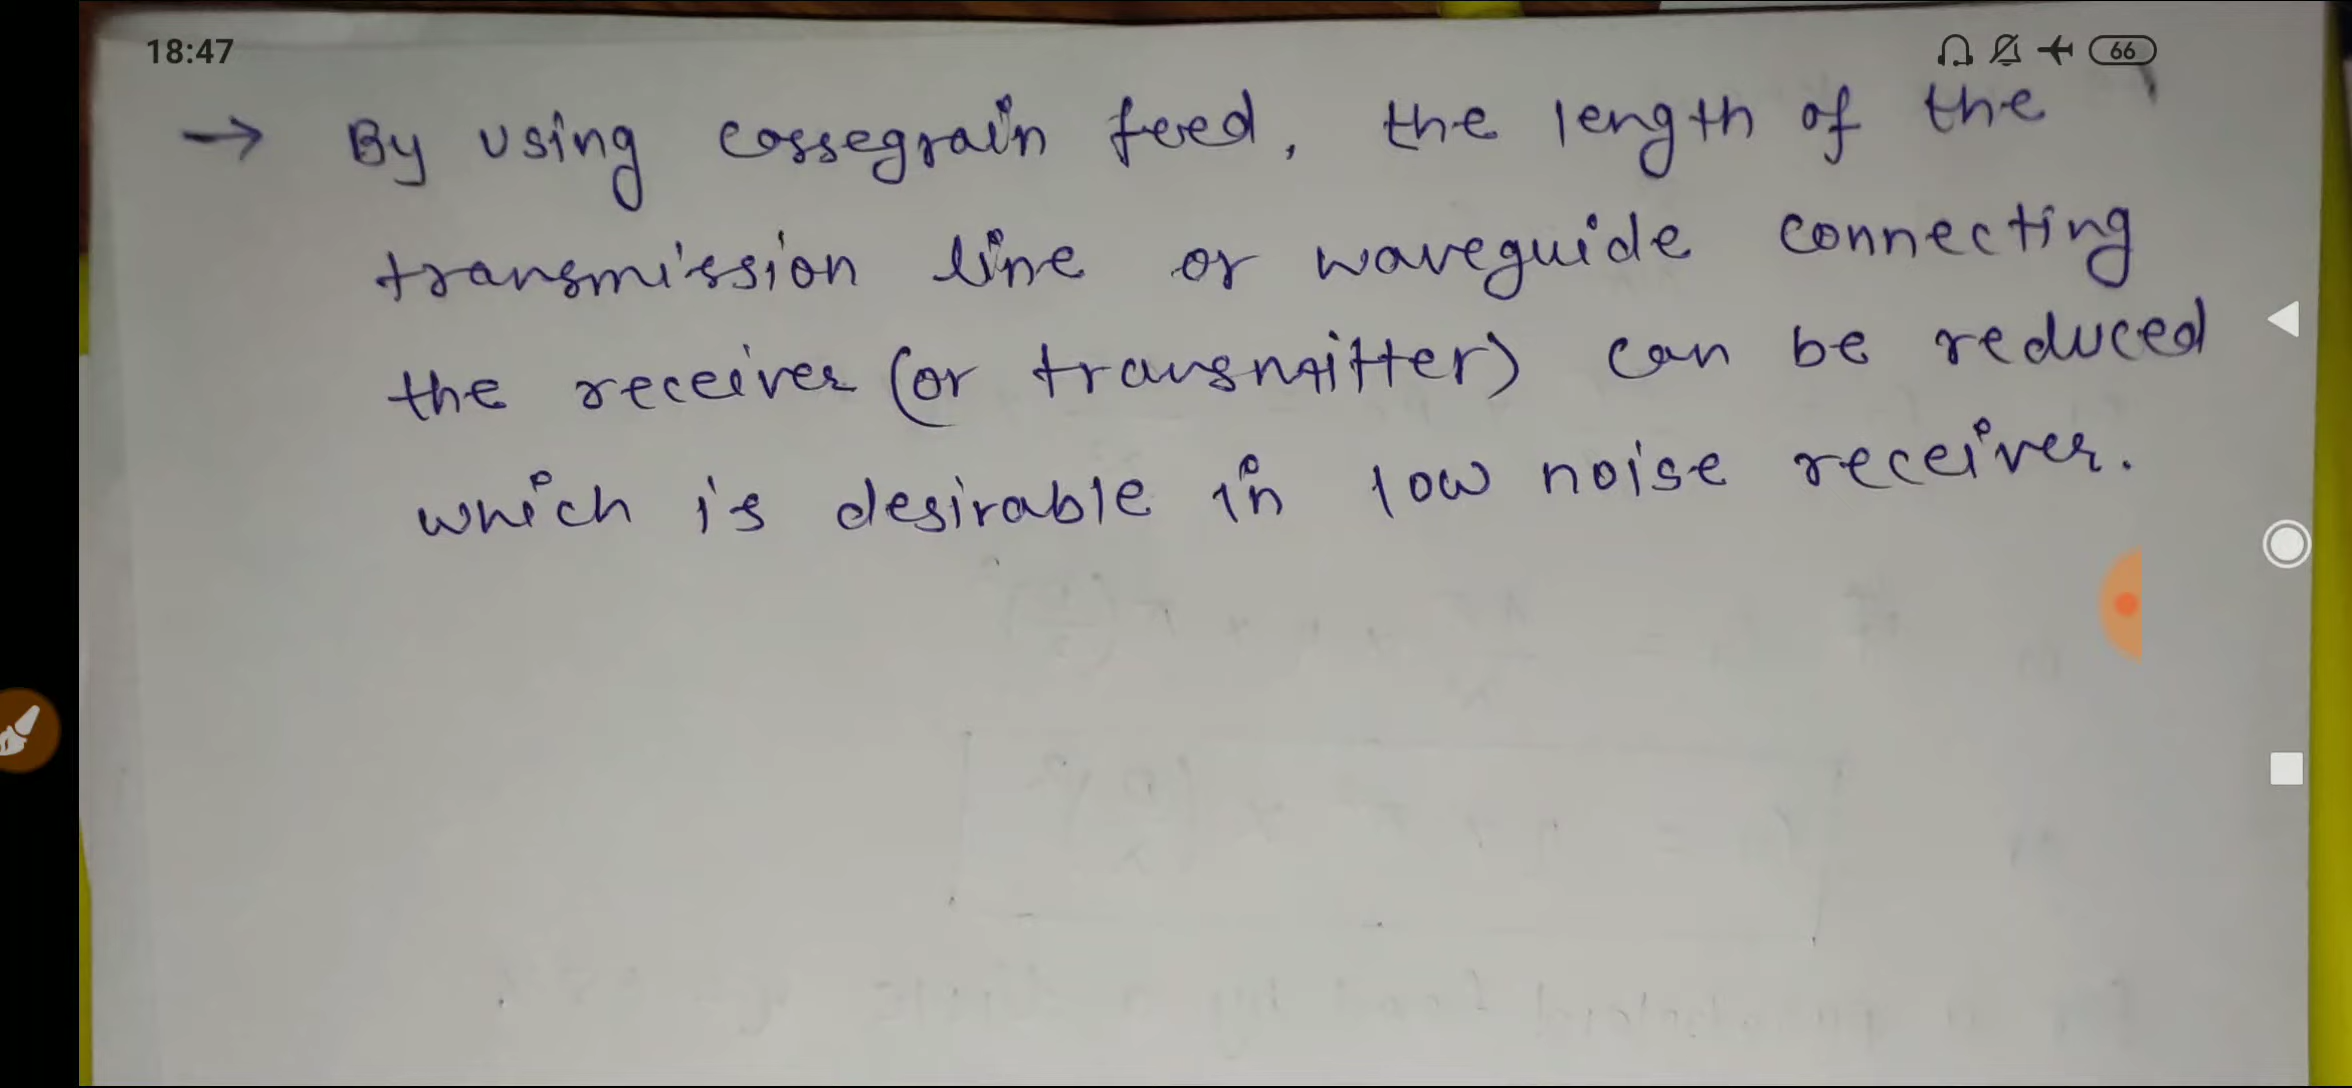 18:47
66
→ By using cossegrain feed, the length of the
transmission line or waveguide connecting
the receiver (or transmitter) can be reduced
which is desirable in low noise receiver.